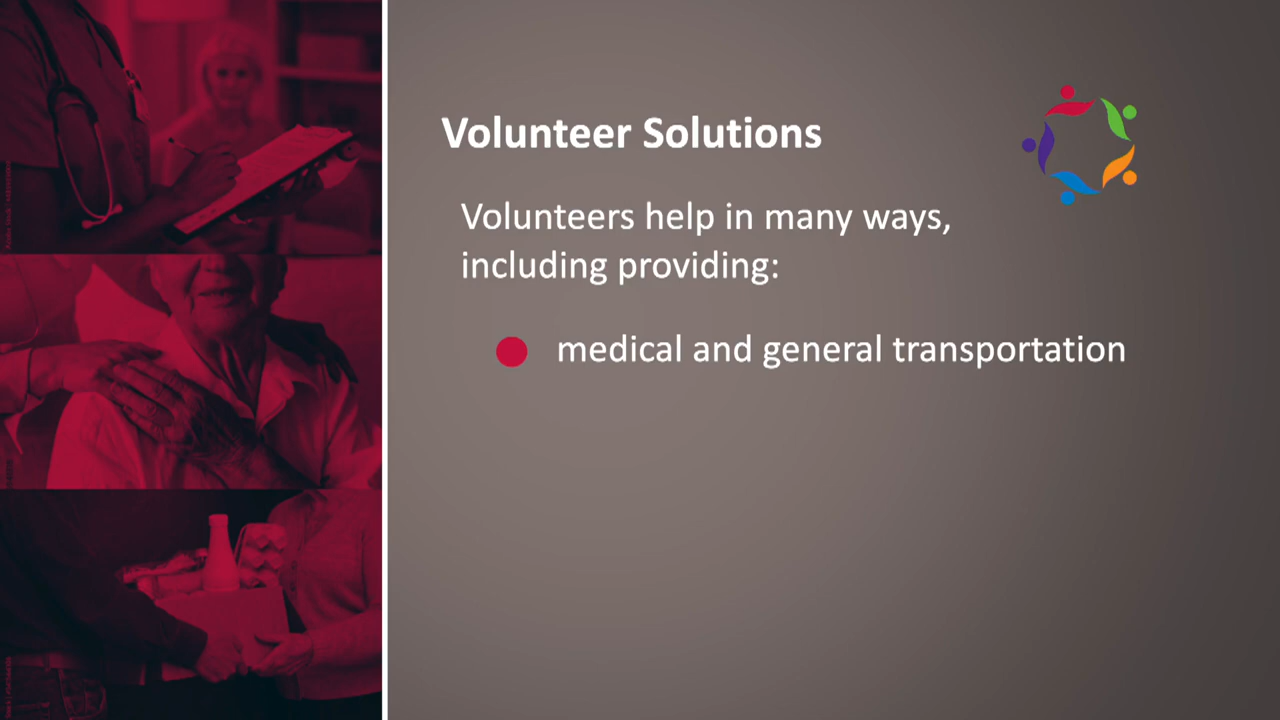 Volunteer Solutions
Volunteers help in many ways,
including providing:
medical and general transportation